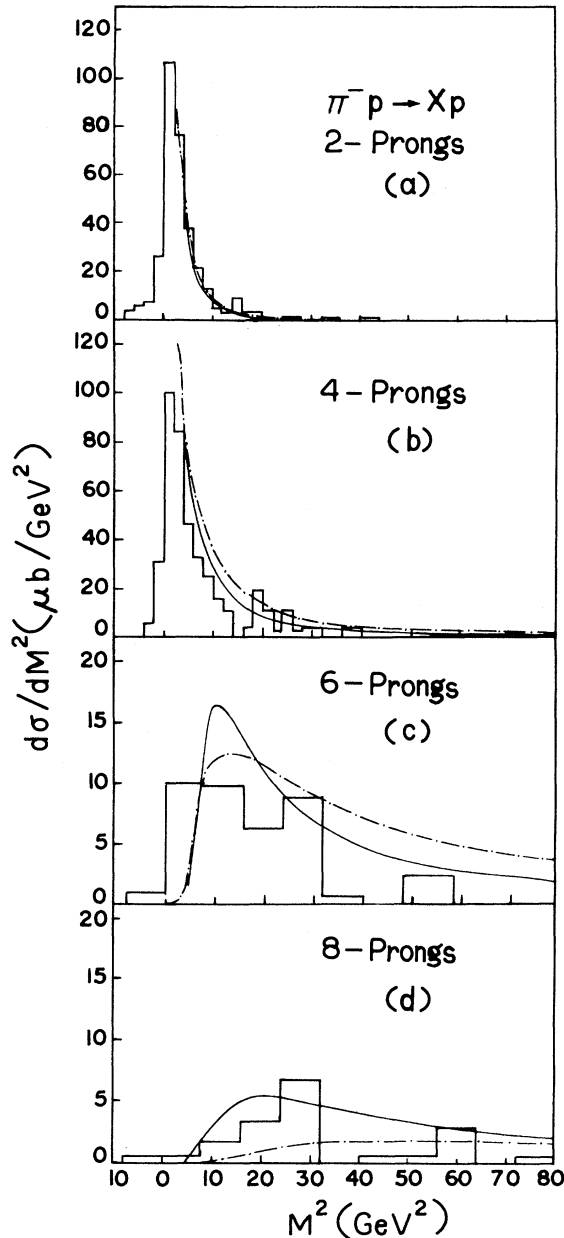 120
100
80
60
40
20
0
π⁻p → Xp
2– Prongs
(a)
120
100
80
60
40
20
0
4– Prongs
(b)
dσ/dM² (μb/GeV²)
20
15
10
5
0
6– Prongs
(c)
20
15
10
5
0
8– Prongs
(d)
10 0 10 20 30 40 50 60 70 80
M² (GeV²)